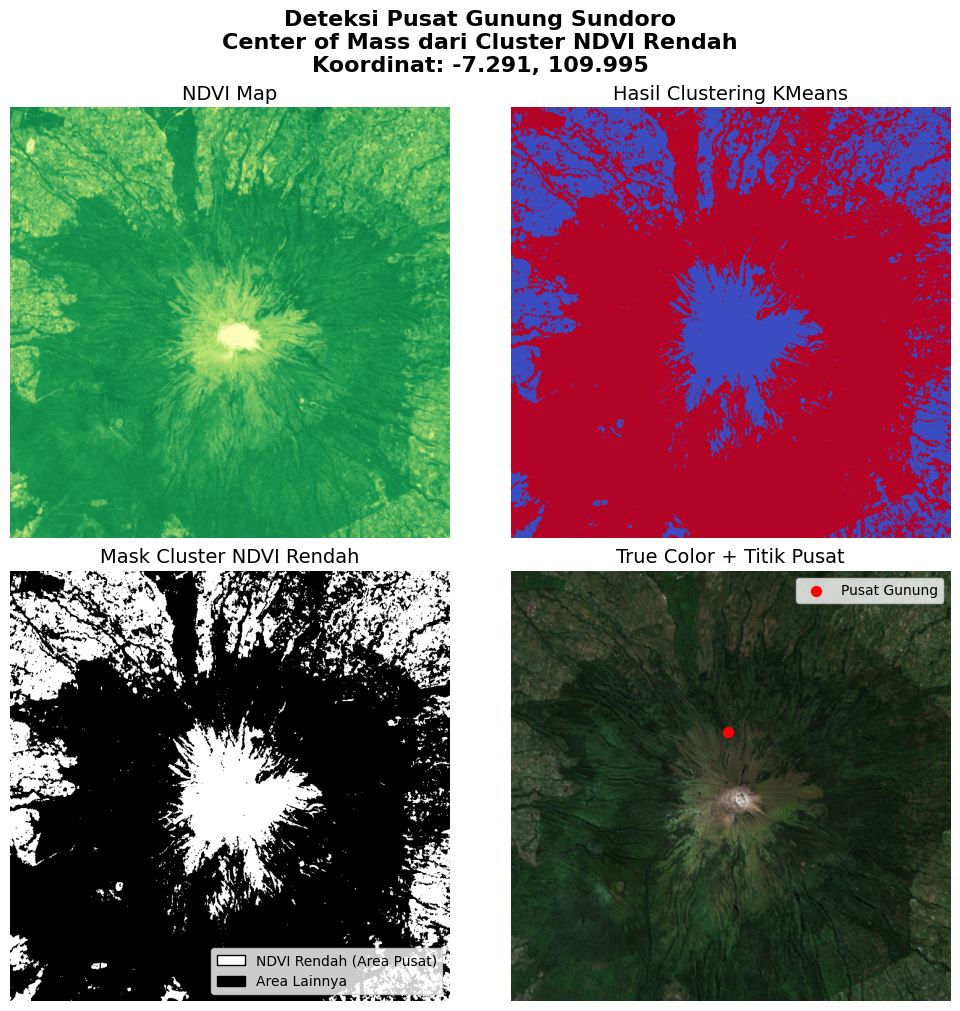 Deteksi Pusat Gunung Sundoro
Center of Mass dari Cluster NDVI Rendah
Koordinat: -7.291, 109.995
NDVI Map
Hasil Clustering KMeans
Mask Cluster NDVI Rendah
NDVI Rendah (Area Pusat)
Area Lainnya
True Color + Titik Pusat
Pusat Gunung